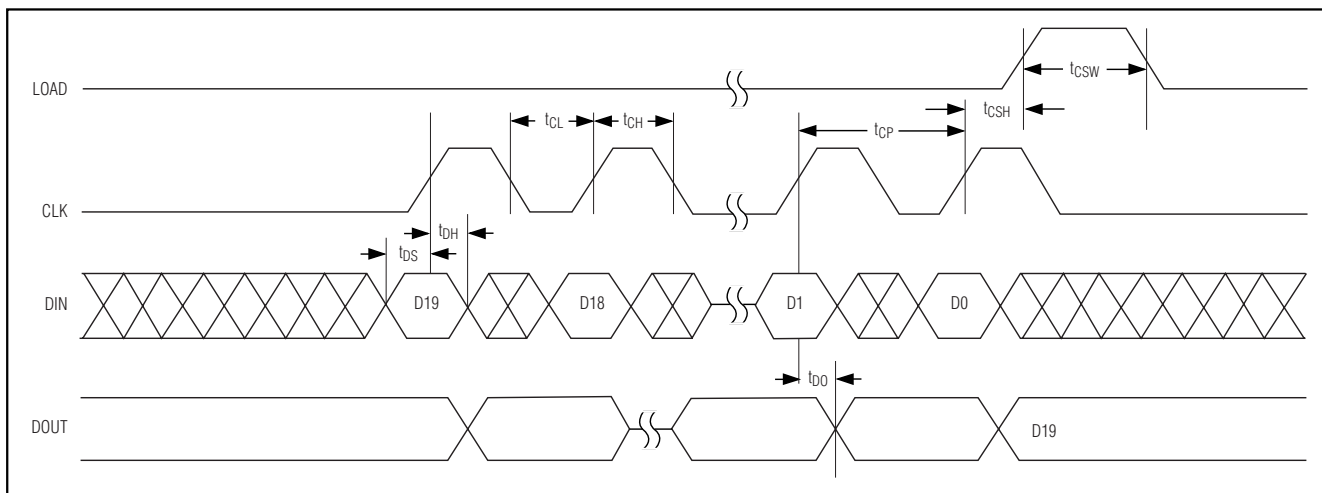 LOAD
tCSW
tCSH
tCL
tCH
tCP
CLK
tDH
tDS
DIN
D19
D18
D1
D0
tDO
DOUT
D19